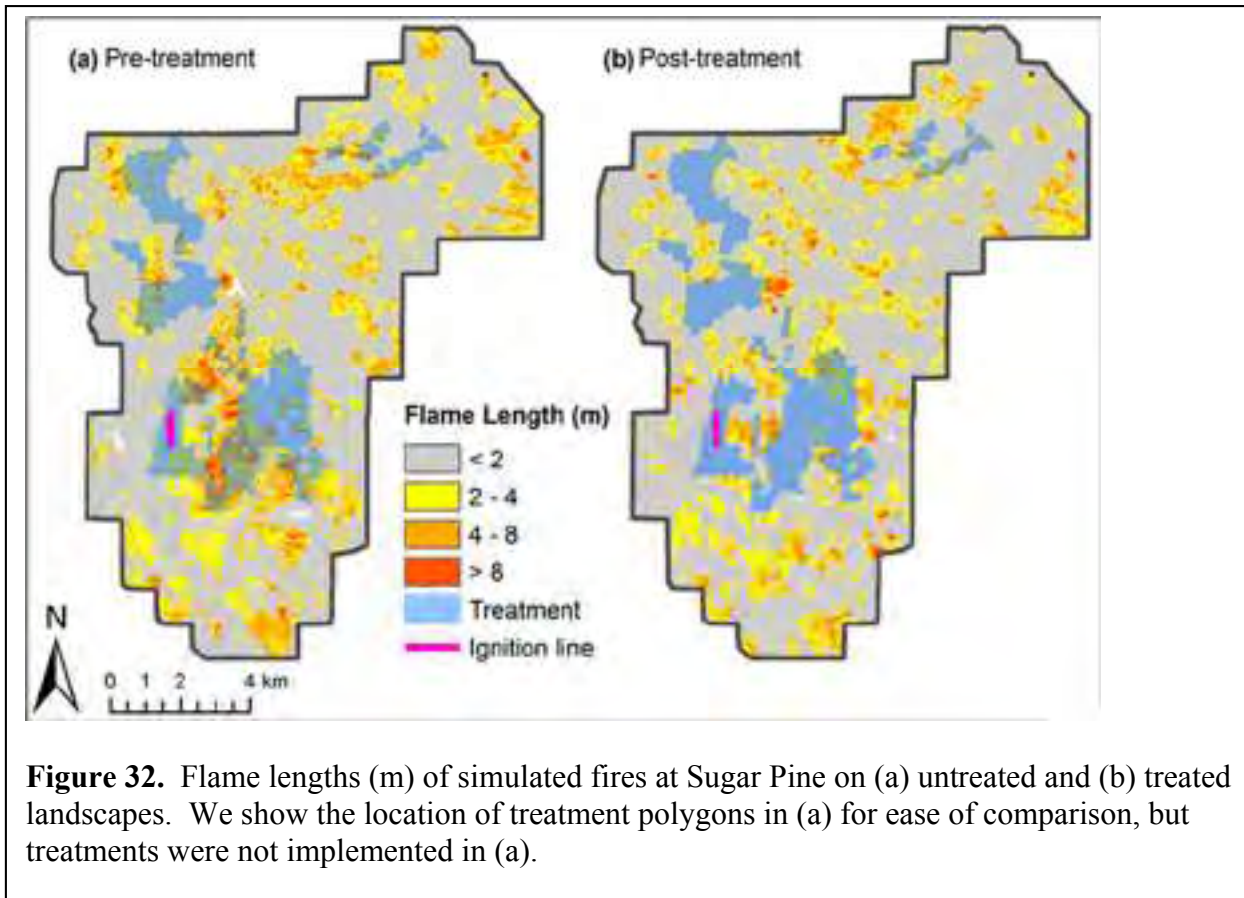 (a) Pre-treatment
(b) Post-treatment
Flame Length (m)
< 2
2 - 4
4 - 8
> 8
Treatment
Ignition line
N
0 1 2 4 km
Figure 32. Flame lengths (m) of simulated fires at Sugar Pine on (a) untreated and (b) treated
landscapes. We show the location of treatment polygons in (a) for ease of comparison, but
treatments were not implemented in (a).